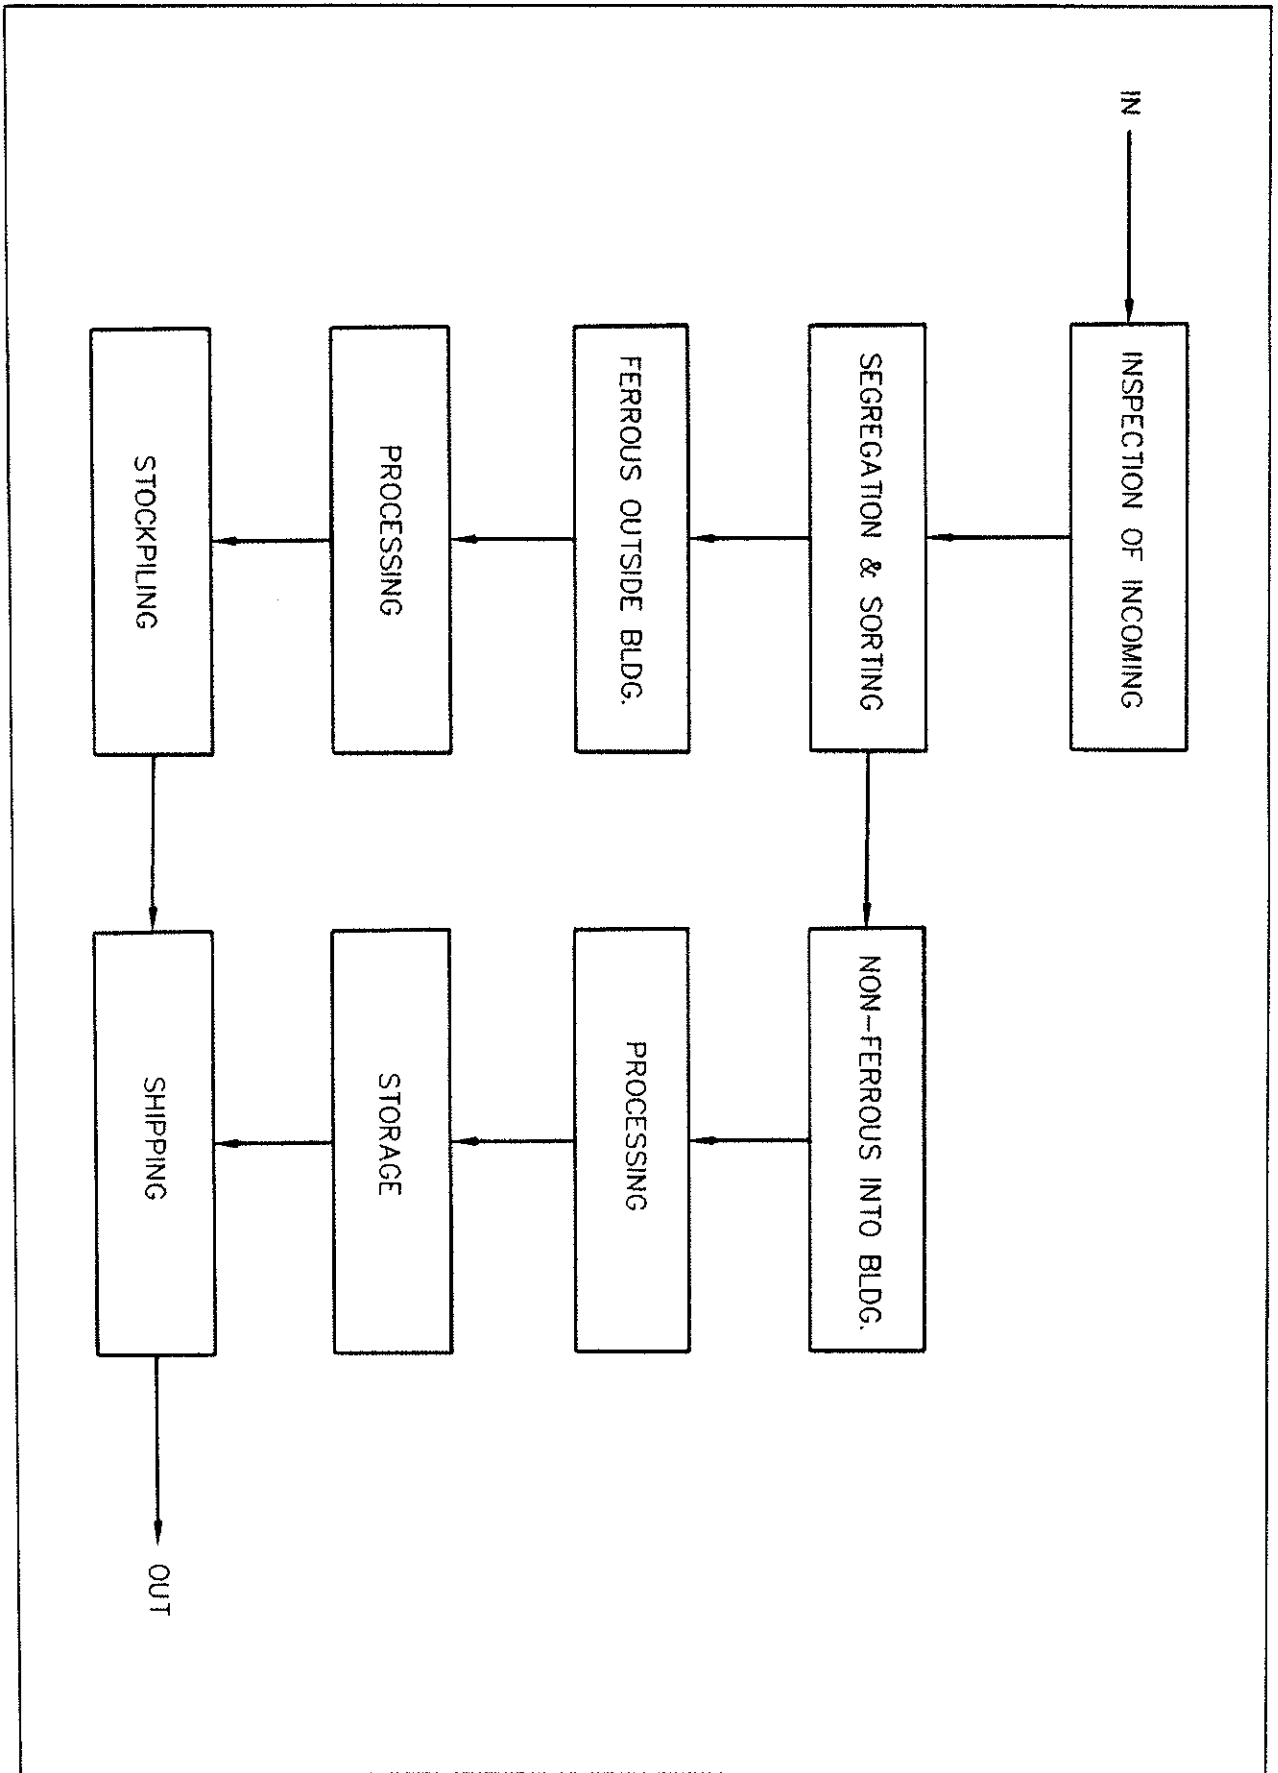 IN
INSPECTION OF INCOMING
SEGREGATION & SORTING
NON-FERROUS INTO BLDG.
FERROUS OUTSIDE BLDG.
PROCESSING
PROCESSING
STORAGE
STOCKPILING
SHIPPING
OUT